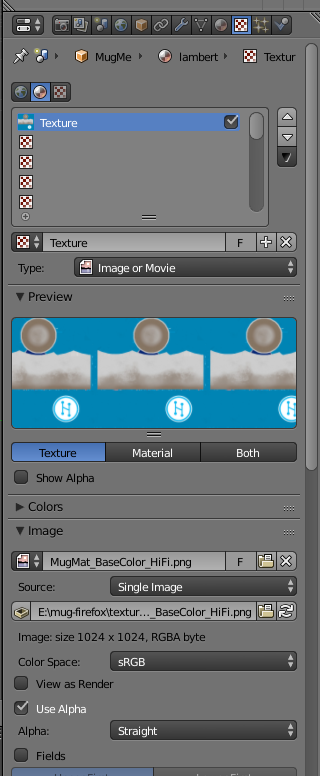 MugMe lambert Textur
Texture
Texture F
Type: Image or Movie
Preview
Texture Material Both
Show Alpha
Colors
Image
MugMat_BaseColor_HiFi.png F
Source: Single Image
E:\mug-firefox\textur..._BaseColor_HiFi.png
Image: size 1024 x 1024, RGBA byte
Color Space: sRGB
View as Render
Use Alpha
Alpha: Straight
Fields